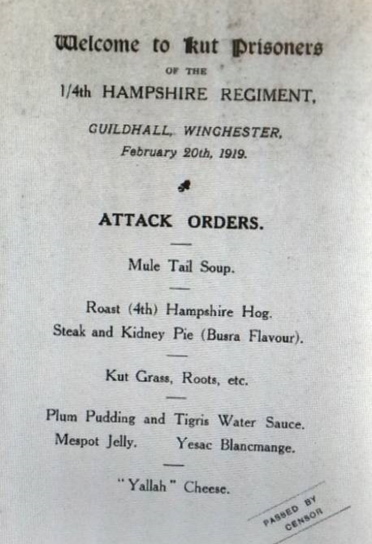 Welcome to Kut Prisoners
OF THE
1/4th HAMPSHIRE REGIMENT,
GUILDHALL, WINCHESTER,
February 20th, 1919.
ATTACK ORDERS.
Mule Tail Soup.
Roast (4th) Hampshire Hog.
Steak and Kidney Pie (Busra Flavour).
Kut Grass, Roots, etc.
Plum Pudding and Tigris Water Sauce.
Mespot Jelly. Yesac Blancmange.
"Yallah" Cheese.
PASSED BY
CENSOR